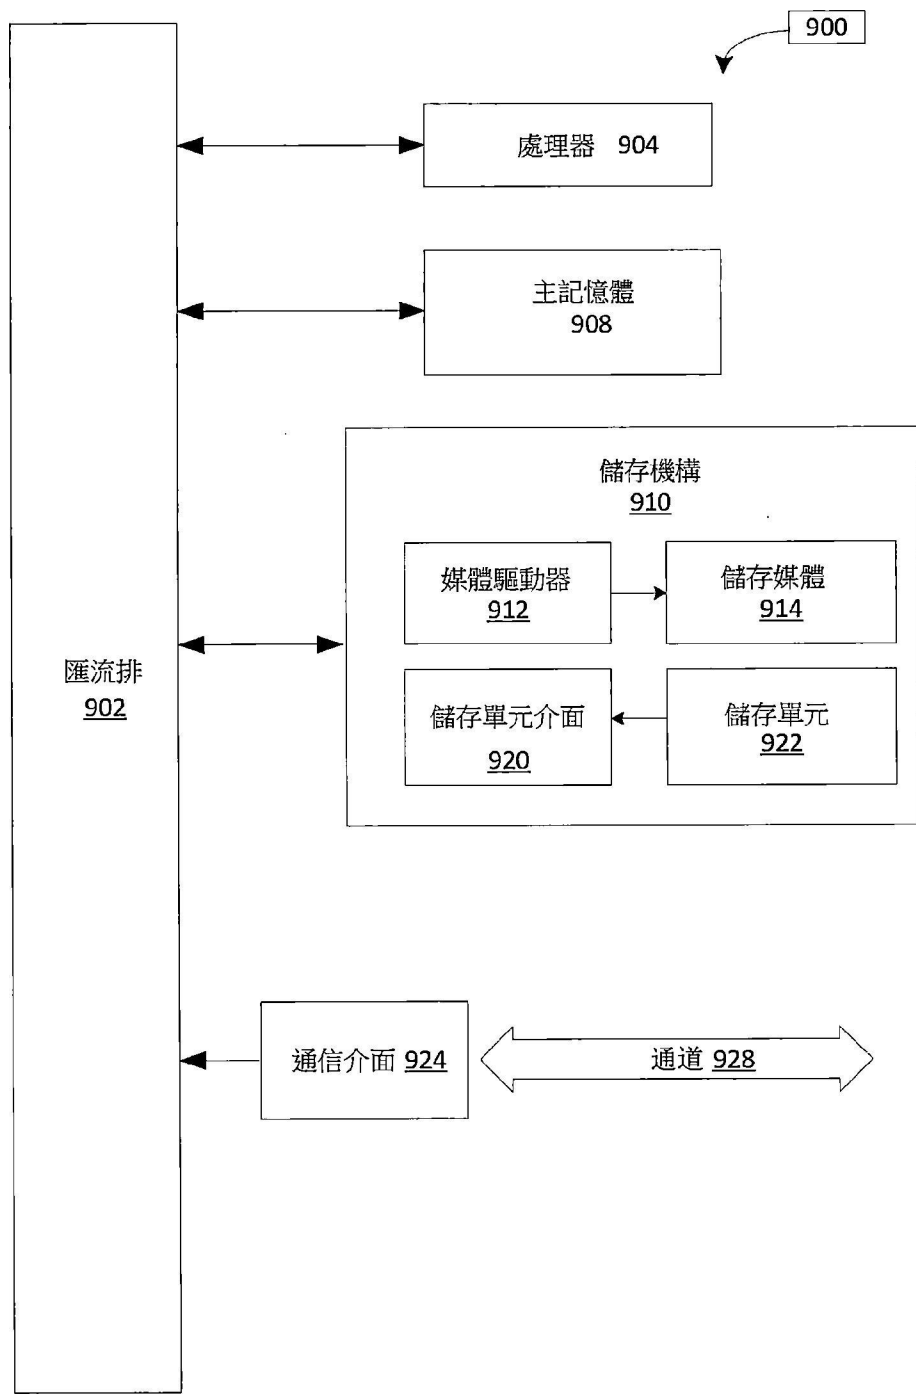 900
處理器 904
主記憶體
908
儲存機構
910
媒體驅動器
912
儲存媒體
914
匯流排
902
儲存單元介面
920
儲存單元
922
通信介面 924
通道 928